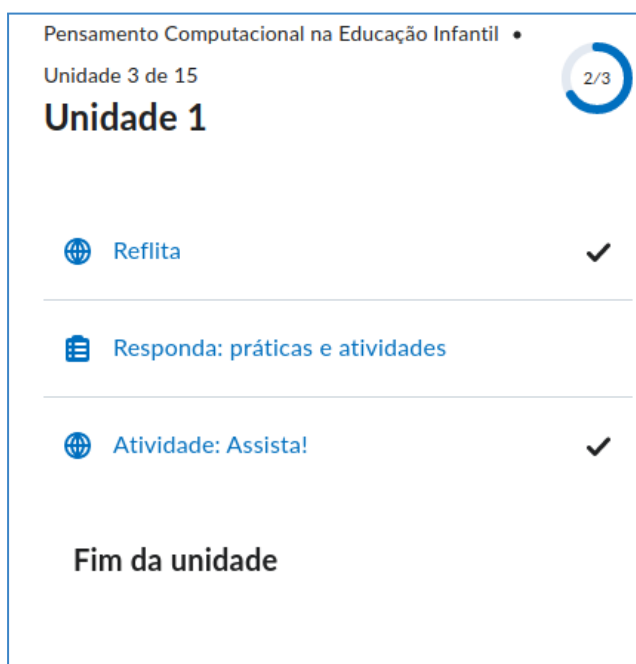 Pensamento Computacional na Educação Infantil •
Unidade 3 de 15
2/3
Unidade 1
Reflita
Responda: práticas e atividades
Atividade: Assista!
Fim da unidade